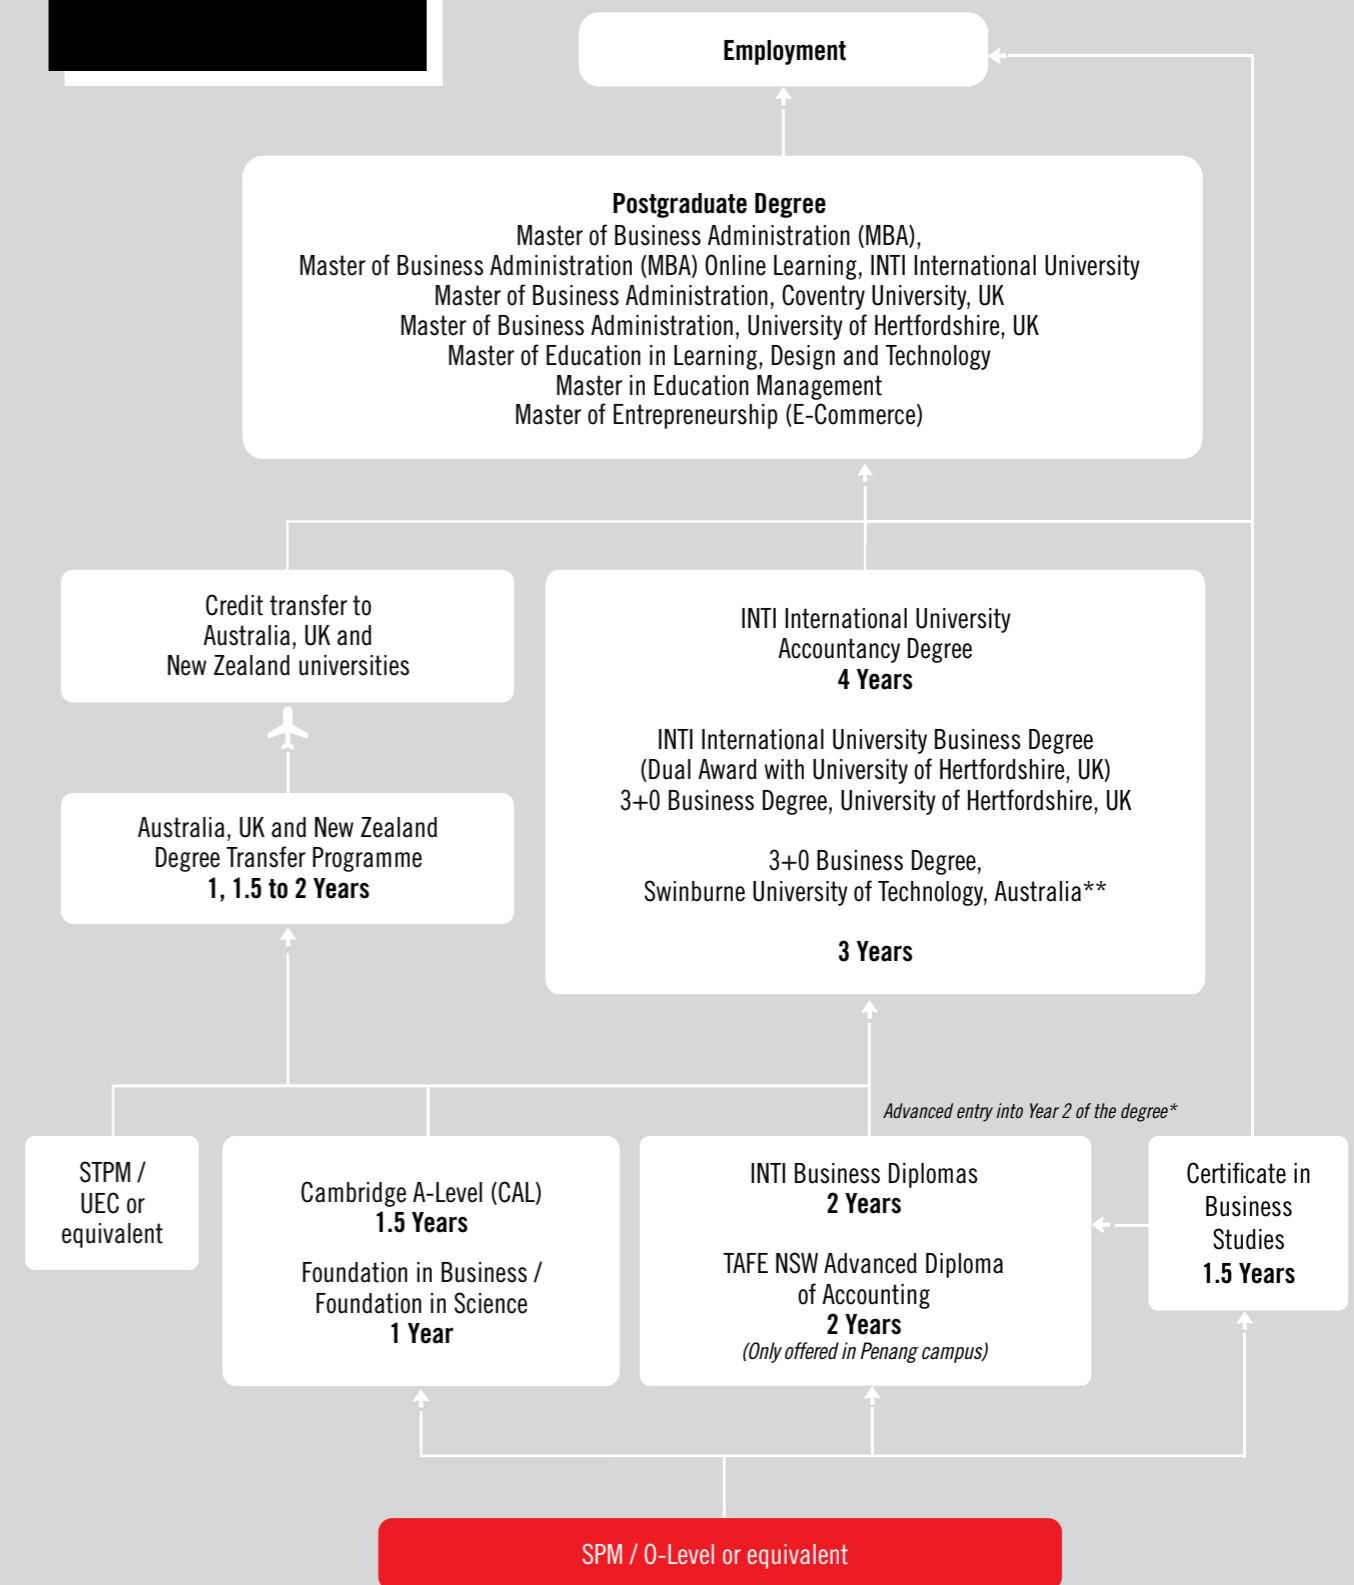 Employment
Postgraduate Degree
Master of Business Administration (MBA),
Master of Business Administration (MBA) Online Learning, INTI International University
Master of Business Administration, Coventry University, UK
Master of Business Administration, University of Hertfordshire, UK
Master of Education in Learning, Design and Technology
Master in Education Management
Master of Entrepreneurship (E-Commerce)
Credit transfer to
Australia, UK and
New Zealand universities
INTI International University
Accountancy Degree
4 Years
INTI International University Business Degree
(Dual Award with University of Hertfordshire, UK)
3+0 Business Degree, University of Hertfordshire, UK
3+0 Business Degree,
Swinburne University of Technology, Australia**
3 Years
Australia, UK and New Zealand
Degree Transfer Programme
1, 1.5 to 2 Years
Advanced entry into Year 2 of the degree*
STPM /
UEC or
equivalent
Cambridge A-Level (CAL)
1.5 Years
Foundation in Business /
Foundation in Science
1 Year
INTI Business Diplomas
2 Years
TAFE NSW Advanced Diploma
of Accounting
2 Years
(Only offered in Penang campus)
Certificate in
Business
Studies
1.5 Years
SPM / O-Level or equivalent